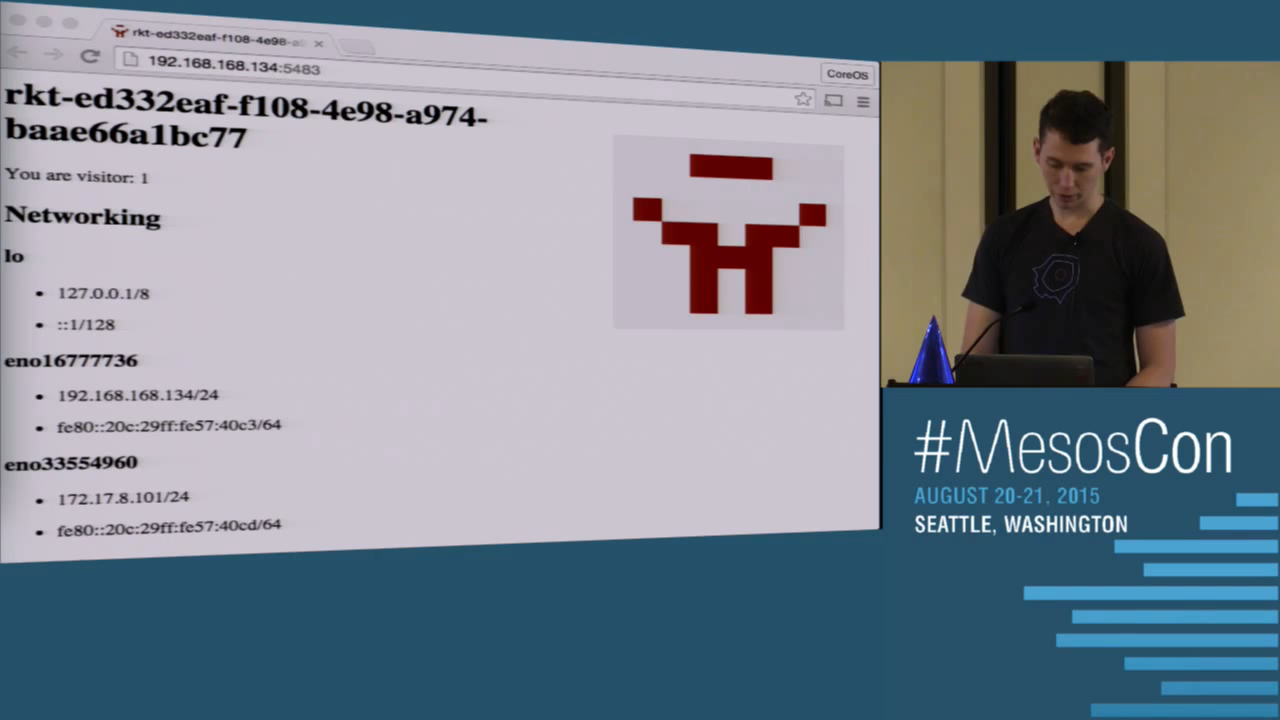 rkt-ed332eaf-f108-4e98-a
192.168.168.134:5483
CoreOS
rkt-ed332eaf-f108-4e98-a974-
baae66a1bc77
You are visitor: 1
Networking
lo
• 127.0.0.1/8
• ::1/128
eno16777736
• 192.168.168.134/24
• fe80::20c:29ff:fe57:40c3/64
eno33554960
• 172.17.8.101/24
• fe80::20c:29ff:fe57:40cd/64
#MesosCon
AUGUST 20-21, 2015
SEATTLE, WASHINGTON